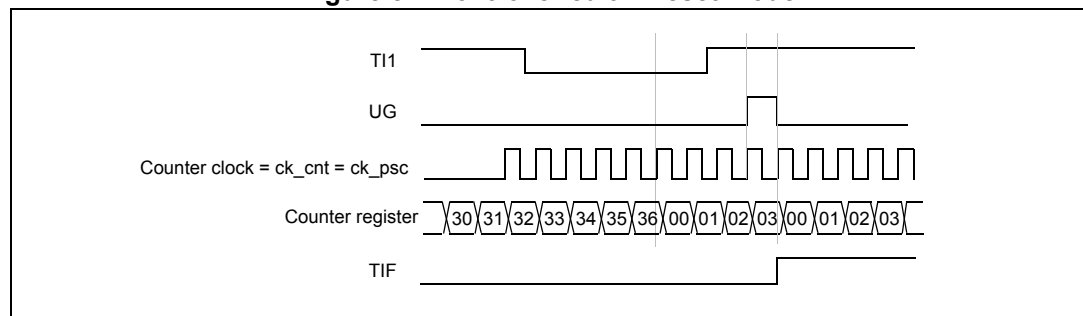 TI1
UG
Counter clock = ck_cnt = ck_psc
Counter register 30 31 32 33 34 35 36 00 01 02 03 00 01 02 03
TIF